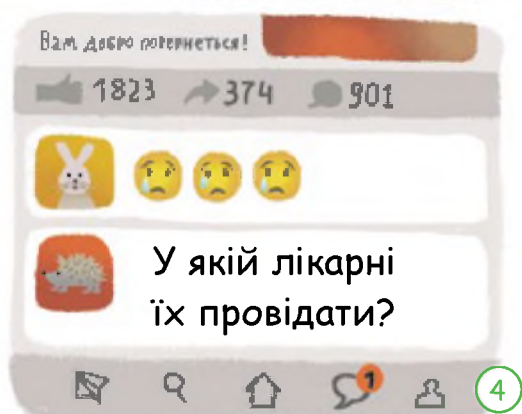 Вам добро повернеться!
1823 374 901
У якій лікарні
їх провідати?
1
4